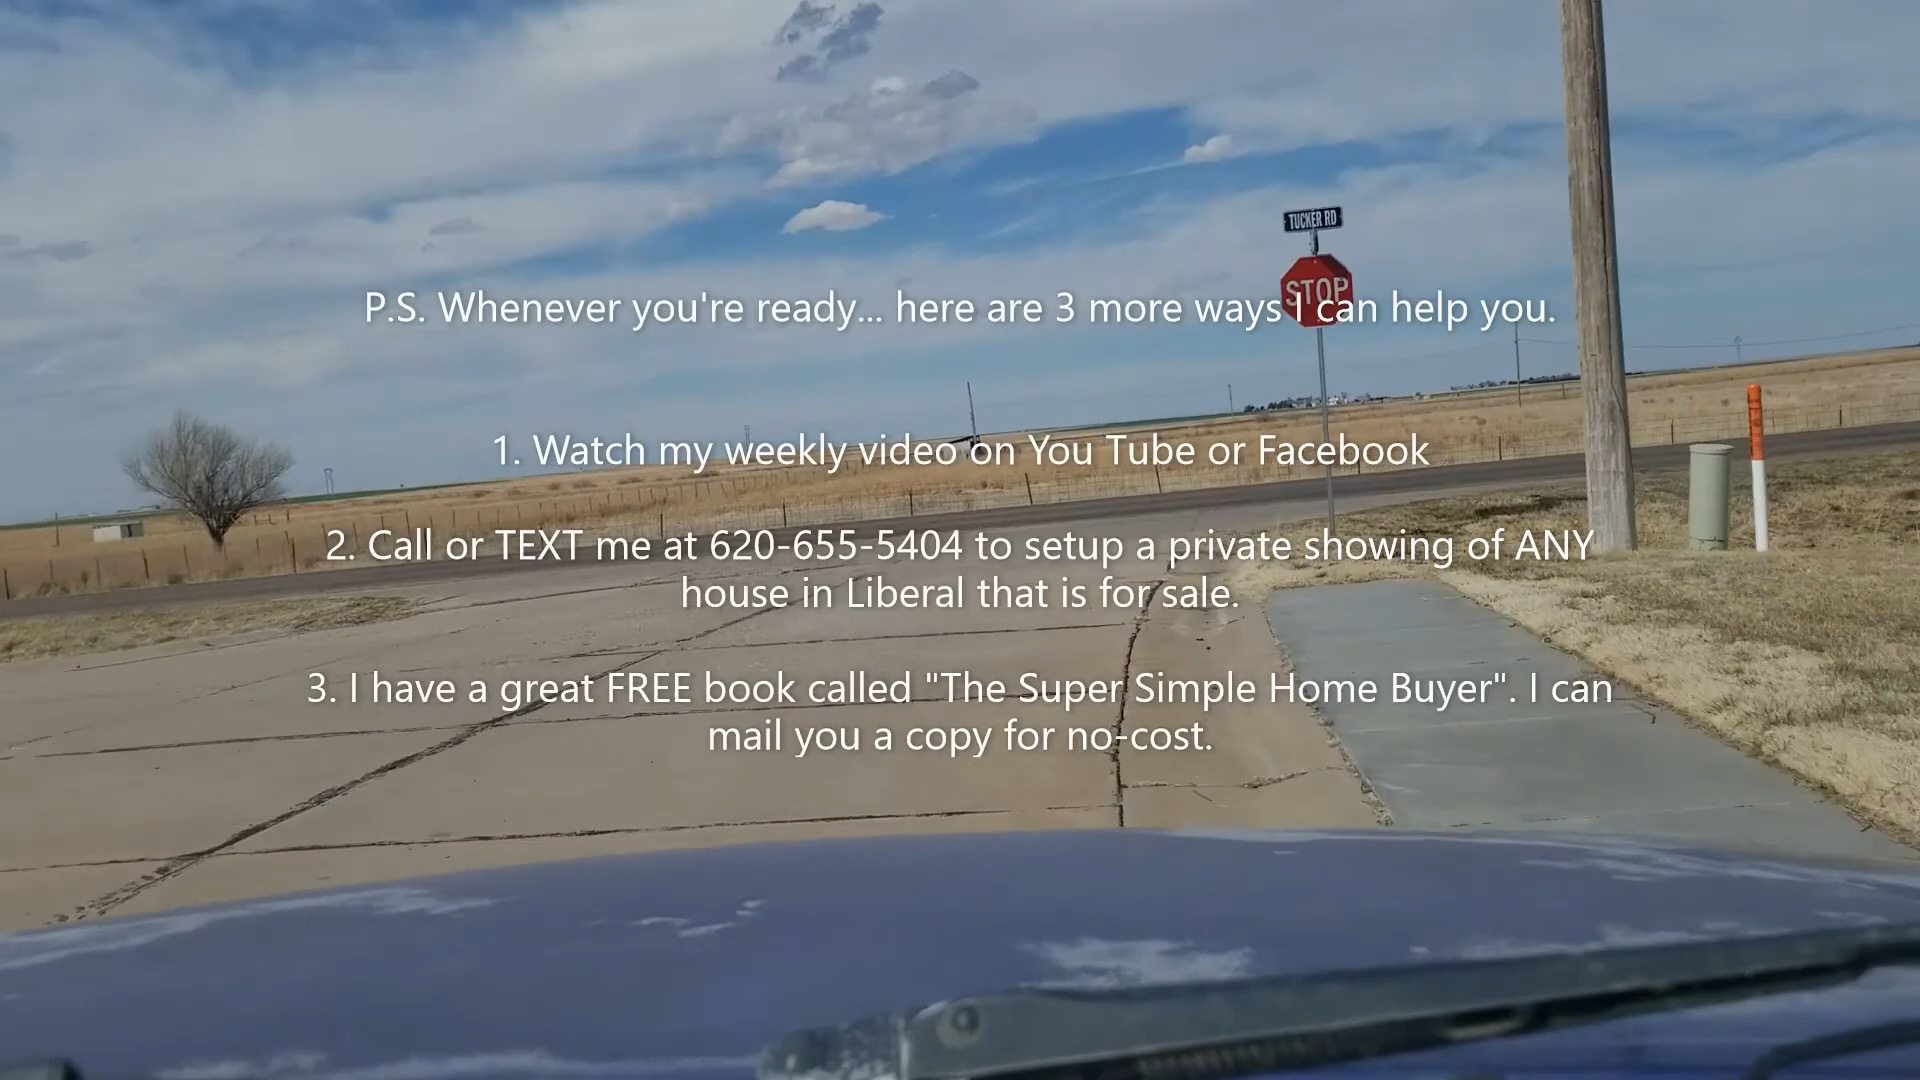 TUCKER RD
STOP
P.S. Whenever you're ready... here are 3 more ways I can help you.
1. Watch my weekly video on You Tube or Facebook
2. Call or TEXT me at 620-655-5404 to setup a private showing of ANY
house in Liberal that is for sale.
3. I have a great FREE book called "The Super Simple Home Buyer". I can
mail you a copy for no-cost.